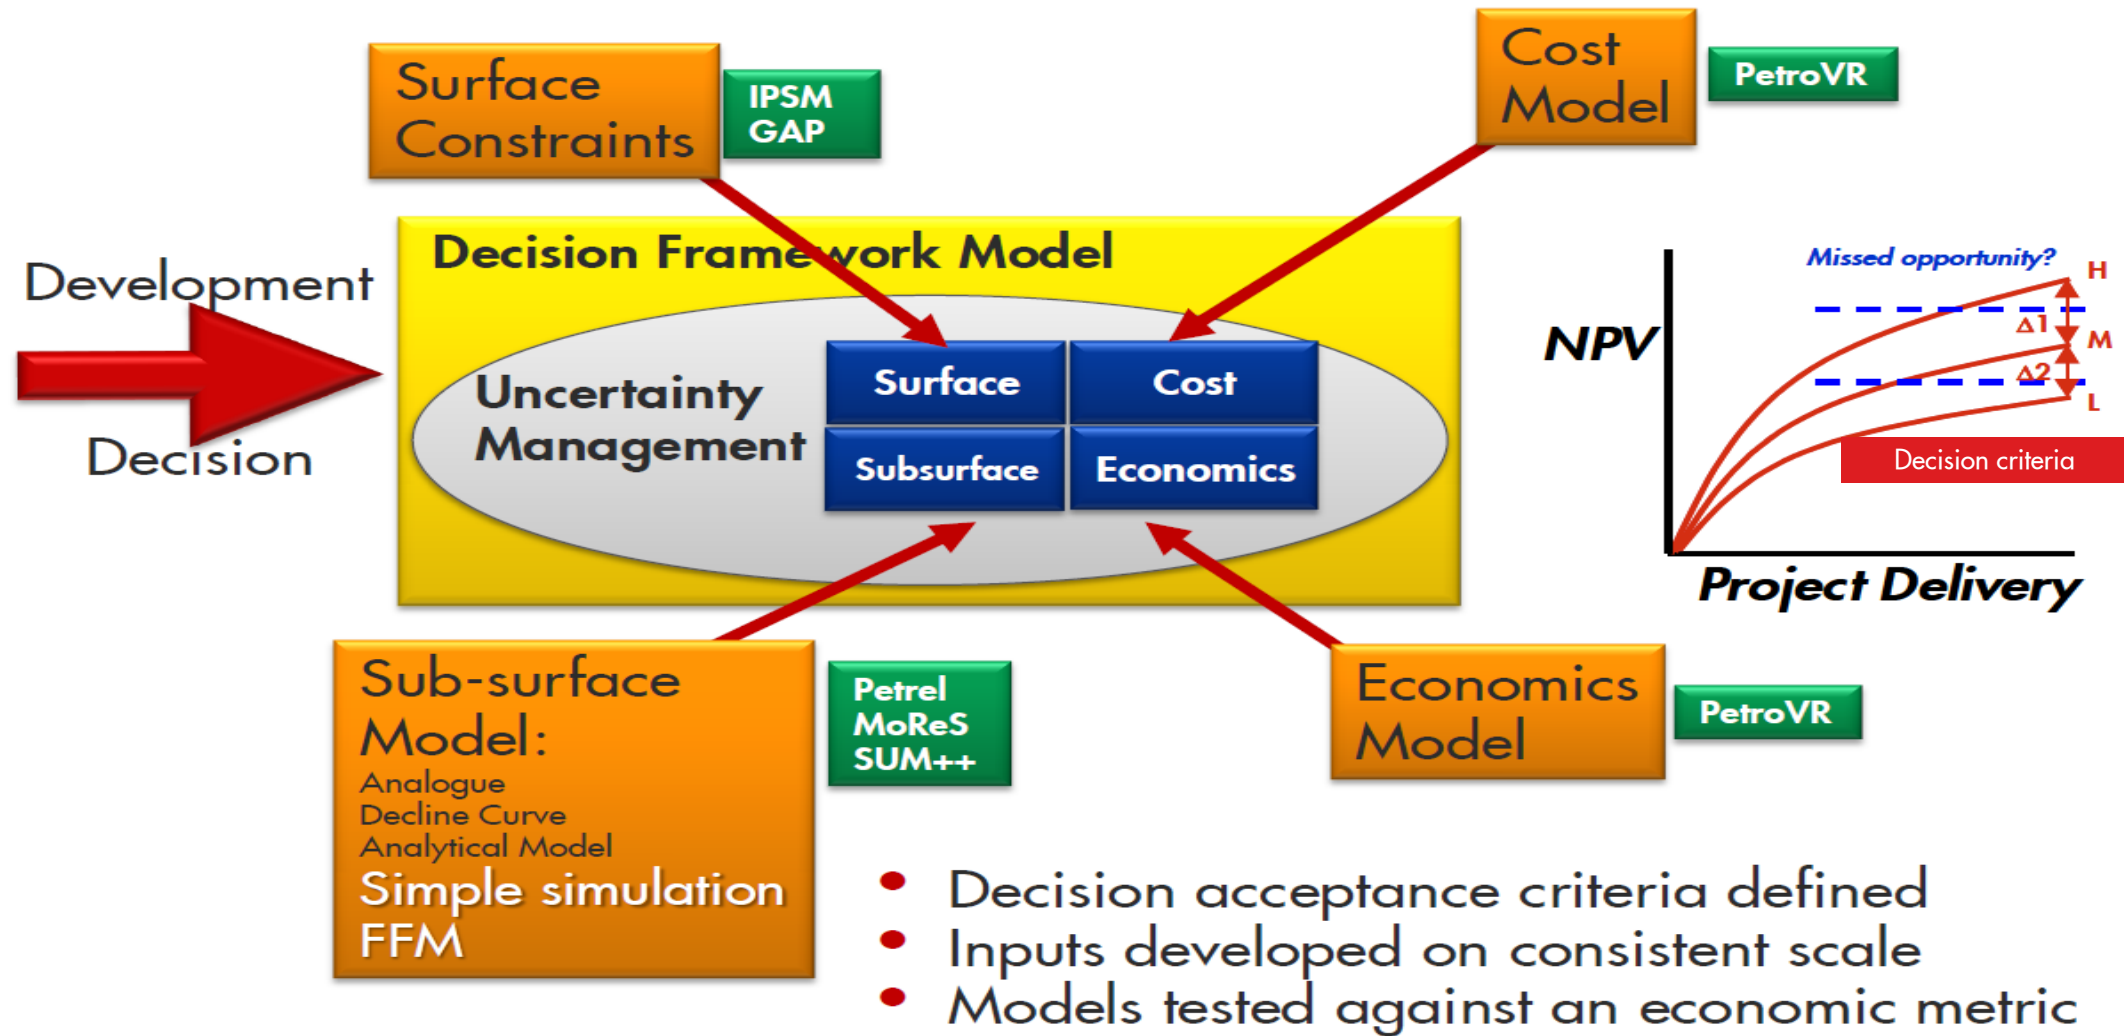 Surface
Constraints
IPSM
GAP
Cost
Model
PetroVR
Decision Framework Model
Development
Decision
Uncertainty
Management
Surface
Cost
Subsurface
Economics
Missed opportunity?
H
Δ1
M
Δ2
L
NPV
Decision criteria
Project Delivery
Sub-surface
Model:
Analogue
Decline Curve
Analytical Model
Simple simulation
FFM
Petrel
MoReS
SUM++
Economics
Model
PetroVR
• Decision acceptance criteria defined
• Inputs developed on consistent scale
• Models tested against an economic metric